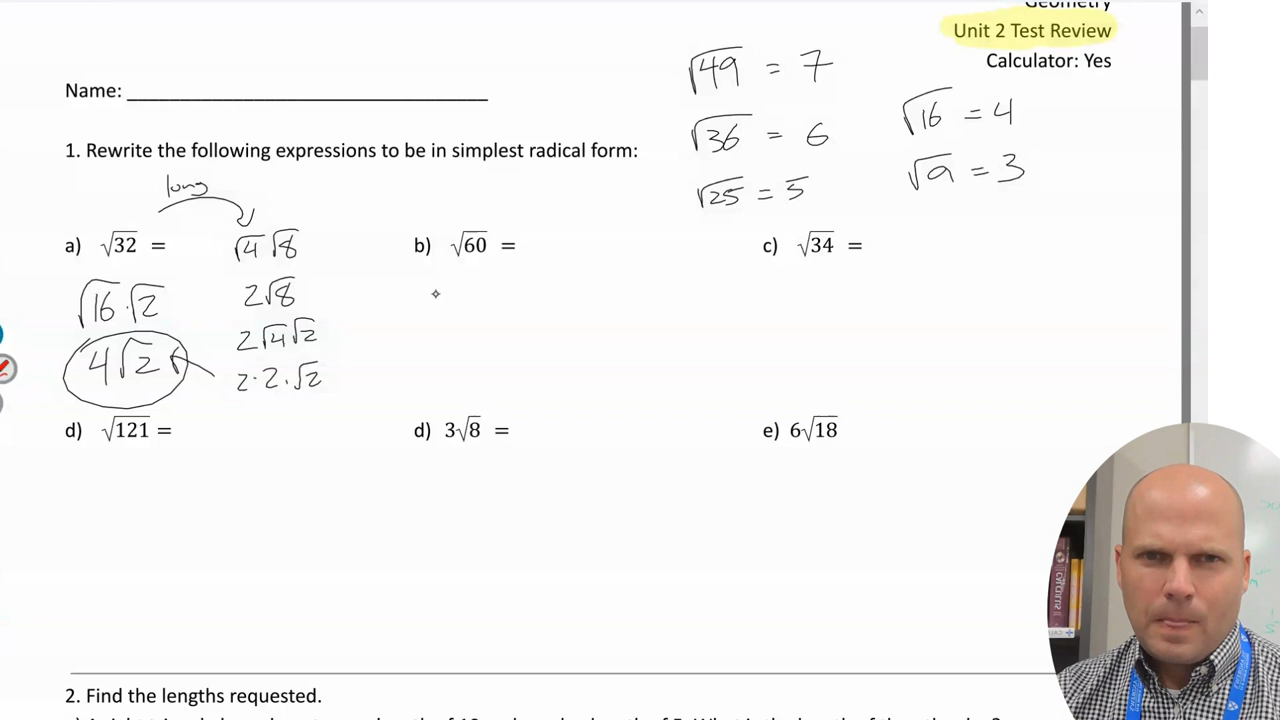 Geometry
Unit 2 Test Review
Calculator: Yes
Name: ________________________________
√49 = 7
√36 = 6
√25 = 5
√16 = 4
√9 = 3
1. Rewrite the following expressions to be in simplest radical form:
long
a) √32 =
√4 √8
b) √60 =
c) √34 =
√16 · √2
2√8
4√2
2√4√2
2·2·√2
d) √121 =
d) 3√8 =
e) 6√18
CALCULUS
2. Find the lengths requested.